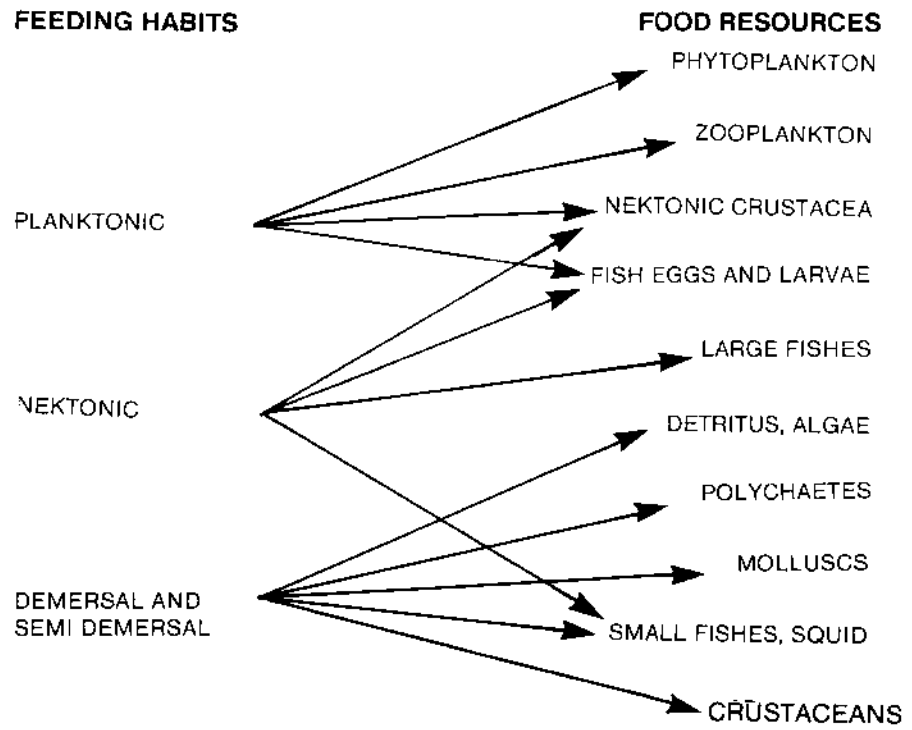 FEEDING HABITS
FOOD RESOURCES
PHYTOPLANKTON
ZOOPLANKTON
PLANKTONIC
NEKTONIC CRUSTACEA
FISH EGGS AND LARVAE
LARGE FISHES
NEKTONIC
DETRITUS, ALGAE
POLYCHAETES
MOLLUSCS
DEMERSAL AND
SEMI DEMERSAL
SMALL FISHES, SQUID
CRUSTACEANS